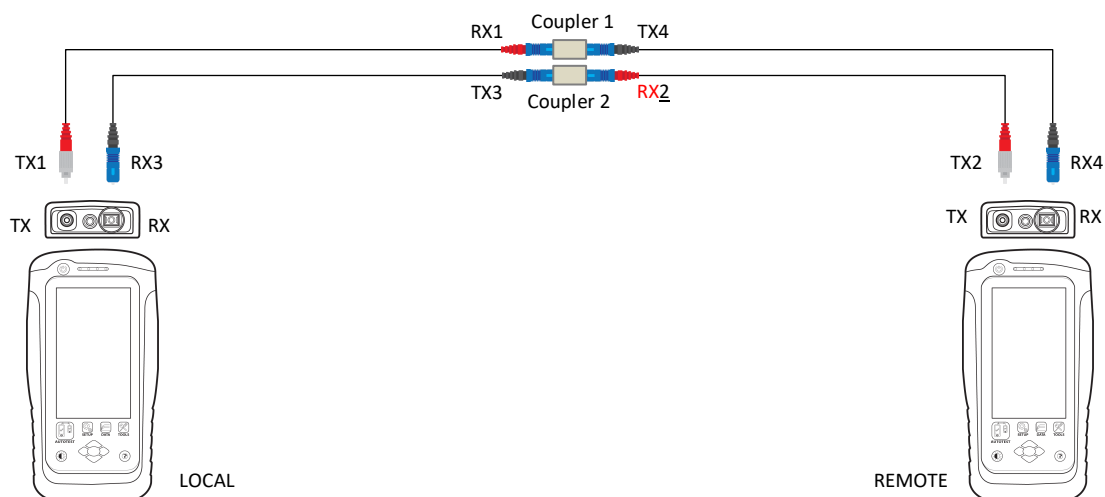 RX1
Coupler 1
TX4
TX3
Coupler 2
RX2
TX1
RX3
TX2
RX4
TX
RX
TX
RX
AUTOTEST
SETUP
DATA
TOOLS
AUTOTEST
SETUP
DATA
TOOLS
?
?
LOCAL
REMOTE